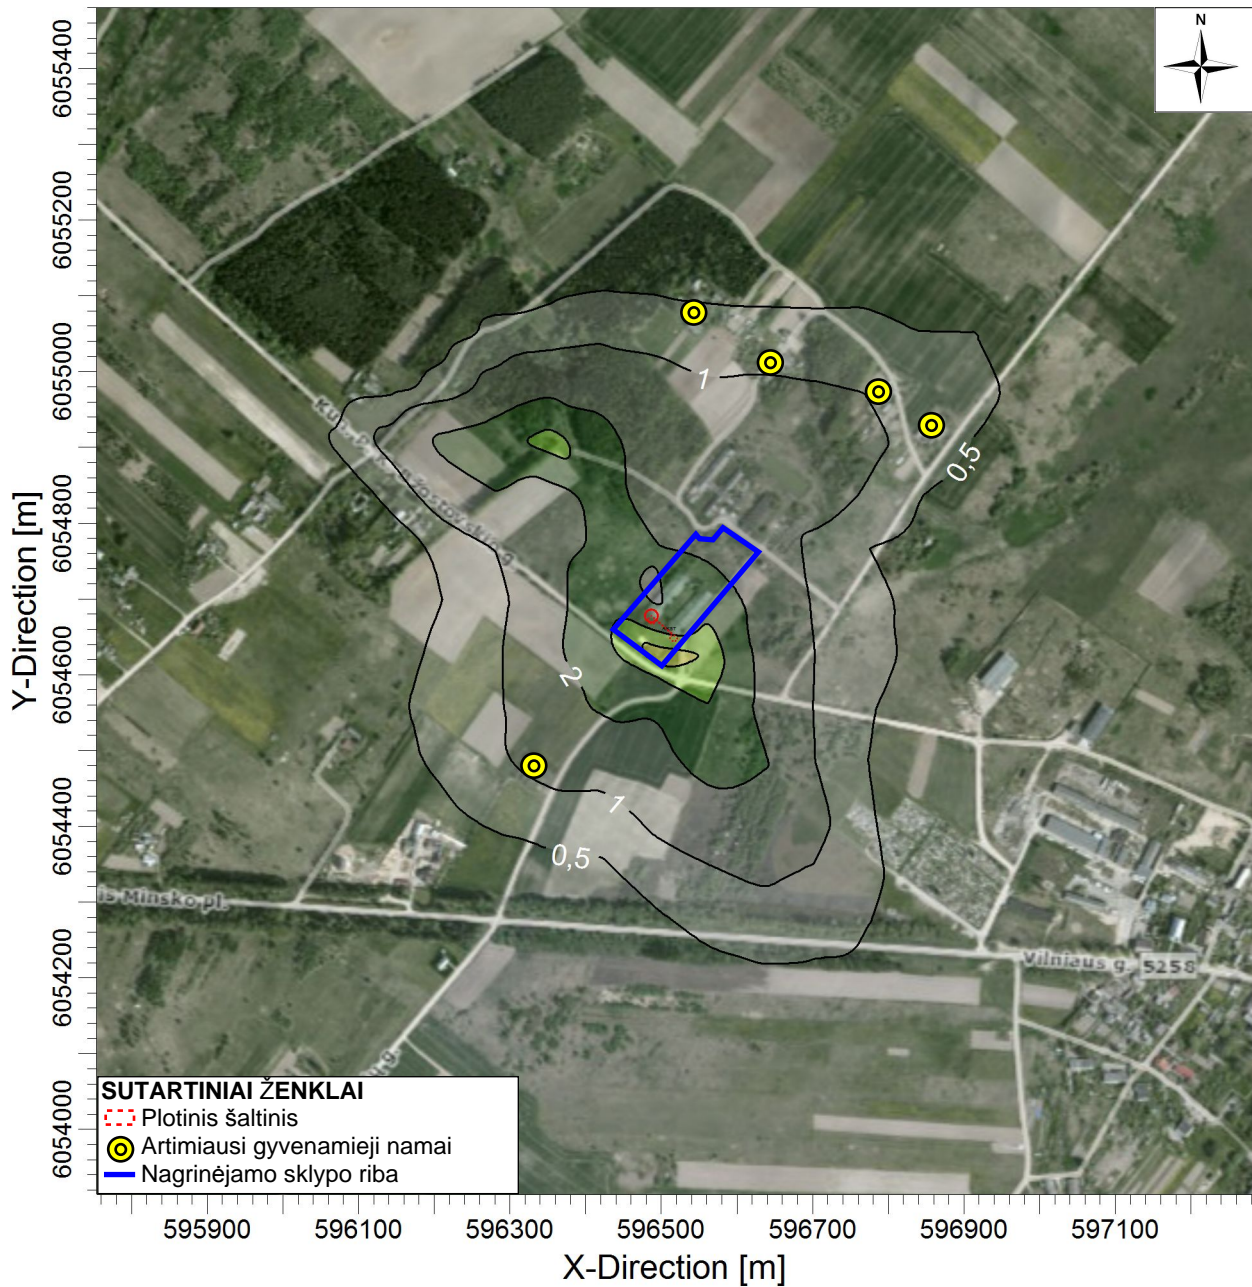 N
6055400
6055200
6055000
6054800
6054600
6054400
6054200
6054000
Y-Direction [m]
1
0,5
2
1
0,5
is Minsko pl.
Vilniaus g. 5258
SUTARTINIAI ŽENKLAI
Plotinis šaltinis
Artimiausi gyvenamieji namai
Nagrinėjamo sklypo riba
595900
596100
596300
596500
596700
596900
597100
X-Direction [m]